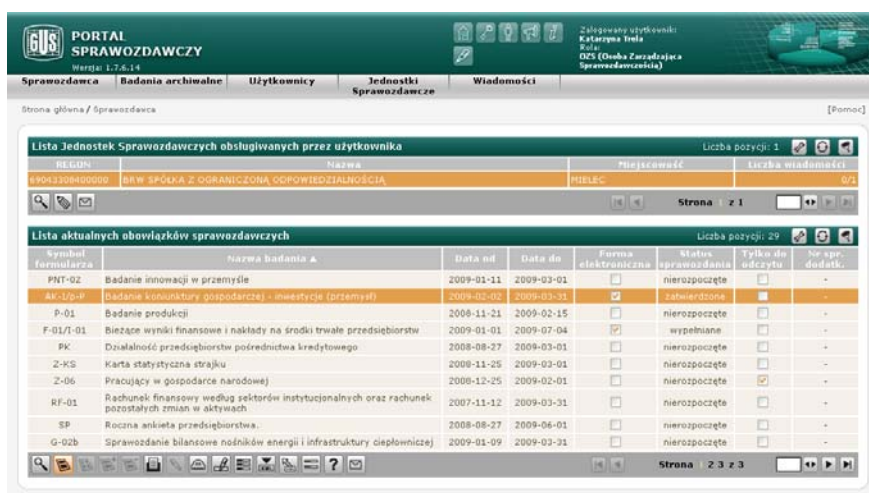 GUS
PORTAL
SPRAWOZDAWCZY
Wersja: 1.7.6.14
Zalogowany użytkownik:
Katarzyna Trela
Rola:
OZS (Osoba Zarządzająca
Sprawozdawczością)
Sprawozdawca Badania archiwalne Użytkownicy Jednostki Sprawozdawcze Wiadomości
Strona główna / Sprawozdawca [Pomoc]
Lista Jednostek Sprawozdawczych obsługiwanych przez użytkownika Liczba pozycji: 1
REGON Nazwa Miejscowość Liczba wiadomości
69043308400000 BRW SPÓŁKA Z OGRANICZONĄ ODPOWIEDZIALNOŚCIĄ MIELEC 0/1
Strona 1 z 1
Lista aktualnych obowiązków sprawozdawczych Liczba pozycji: 29
Symbol formularza Nazwa badania ▲ Data od Data do Forma elektroniczna Status sprawozdania Tylko do odczytu Nr spr. dodatk.
PNT-02 Badanie innowacji w przemyśle 2009-01-11 2009-03-01 nierozpoczęte -
AK-I/p-P Badanie koniunktury gospodarczej - inwestycje (przemysł) 2009-02-02 2009-03-31 zatwierdzone -
P-01 Badanie produkcji 2008-11-21 2009-02-15 nierozpoczęte -
F-01/I-01 Bieżące wyniki finansowe i nakłady na środki trwałe przedsiębiorstw 2009-01-01 2009-07-04 wypełniane -
PK Działalność przedsiębiorstw pośrednictwa kredytowego 2008-08-27 2009-03-01 nierozpoczęte -
Z-KS Karta statystyczna strajku 2008-11-25 2009-03-01 nierozpoczęte -
Z-06 Pracujący w gospodarce narodowej 2008-12-25 2009-02-01 nierozpoczęte -
RF-01 Rachunek finansowy według sektorów instytucjonalnych oraz rachunek pozostałych zmian w aktywach 2007-11-12 2009-03-31 nierozpoczęte -
SP Roczna ankieta przedsiębiorstwa. 2008-08-27 2009-06-01 nierozpoczęte -
G-02b Sprawozdanie bilansowe nośników energii i infrastruktury ciepłowniczej 2009-01-09 2009-03-31 nierozpoczęte -
Strona 1 2 3 z 3